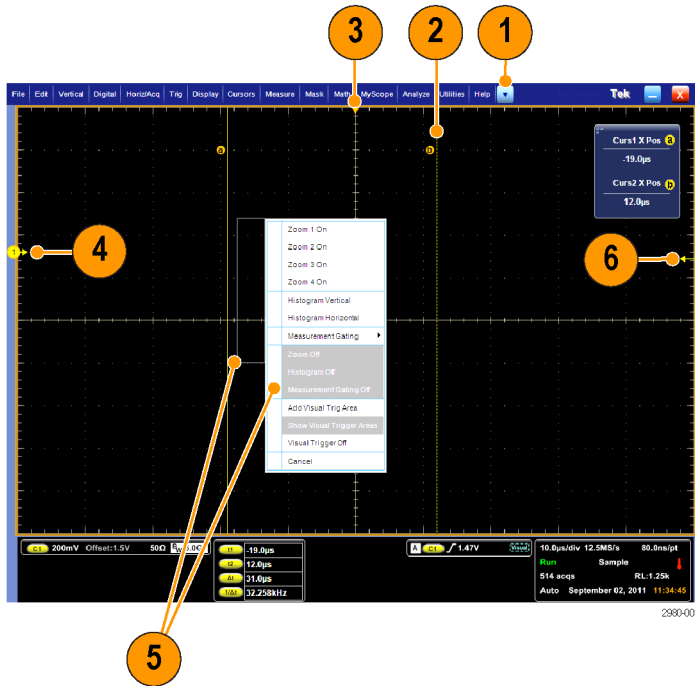 3 2 1
File Edit Vertical Digital Horiz/Acq Trig Display Cursors Measure Mask Math MyScope Analyze Utilities Help Tek X
a b
Curs1 X Pos a
-19.0µs
Curs2 X Pos b
12.0µs
1
4
6
Zoom 1 On
Zoom 2 On
Zoom 3 On
Zoom 4 On
Histogram Vertical
Histogram Horizontal
Measurement Gating
Zoom Off
Histogram Off
Measurement Gating Off
Add Visual Trig Area
Show Visual Trigger Areas
Visual Trigger Off
Cancel
C1 200mV Offset:1.5V 50Ω
t1 -19.0µs
t2 12.0µs
Δt 31.0µs
1/Δt 32.258kHz
A C1 1.47V Visual
10.0µs/div 12.5MS/s 80.0ns/pt
Run Sample
514 acqs RL:1.25k
Auto September 02, 2011 11:34:45
2980-00
5